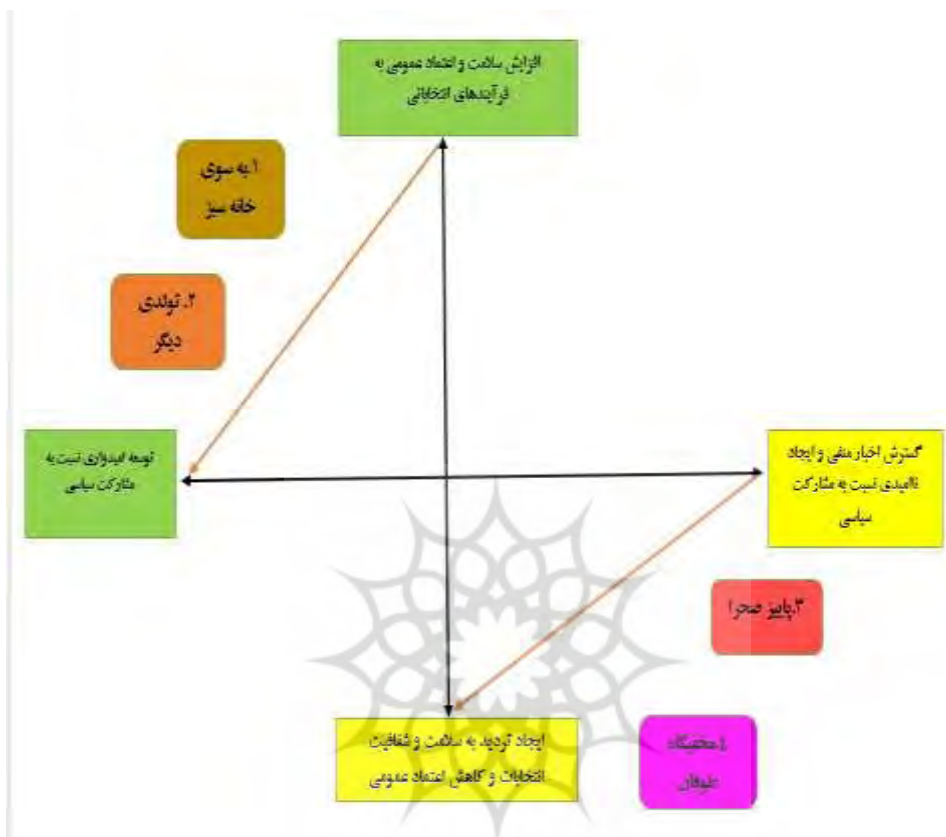 افزایش سلامت و اعتماد عمومی به
فرآیندهای انتخاباتی
۱.به سوی
خانه سبز
۲. تولدی
دیگر
توسعه امیدواری نسبت به
مشارکت سیاسی
گسترش اخبار منفی و ایجاد
ناامیدی نسبت به مشارکت
سیاسی
۳.پاییز صحرا
ایجاد تردید به سلامت و شفافیت
انتخابات و کاهش اعتماد عمومی
طوفان